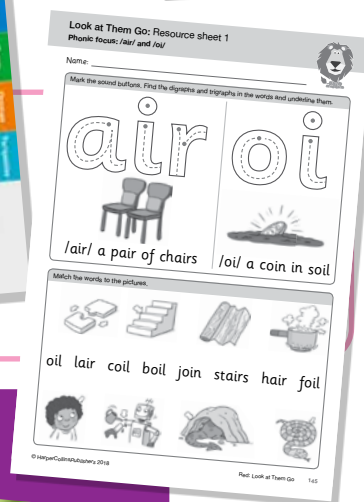 Look at Them Go: Resource sheet 1
Phonic focus: /air/ and /oi/
Name:
Mark the sound buttons. Find the digraphs and trigraphs in the words and underline them.
air oi
/air/ a pair of chairs /oi/ a coin in soil
Match the words to the pictures.
oil lair coil boil join stairs hair foil
© HarperCollinsPublishers 2018
Red: Look at Them Go 145